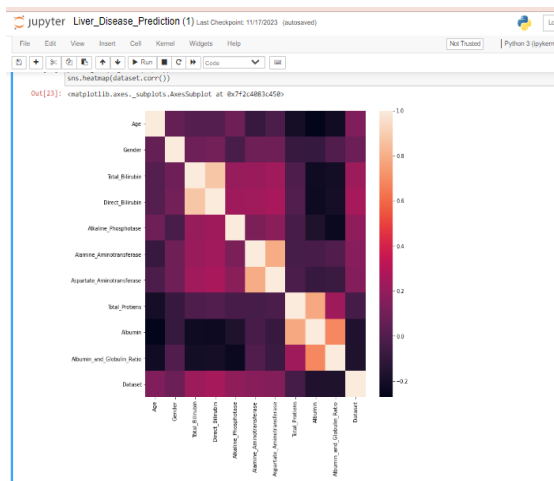 jupyter Liver_Disease_Prediction (1) Last Checkpoint: 11/17/2023 (autosaved)
File Edit View Insert Cell Kernel Widgets Help
Not Trusted
Python 3 (ipykern
Run
Code
sns.heatmap(dataset.corr())
Out[23]: <matplotlib.axes._subplots.AxesSubplot at 0x7f2c4083c450>
Age
Gender
Total_Bilirubin
Direct_Bilirubin
Alkaline_Phosphotase
Alamine_Aminotransferase
Aspartate_Aminotransferase
Total_Protiens
Albumin
Albumin_and_Globulin_Ratio
Dataset
Age
Gender
Total_Bilirubin
Direct_Bilirubin
Alkaline_Phosphotase
Alamine_Aminotransferase
Aspartate_Aminotransferase
Total_Protiens
Albumin
Albumin_and_Globulin_Ratio
Dataset
1.0
0.8
0.6
0.4
0.2
0.0
−0.2